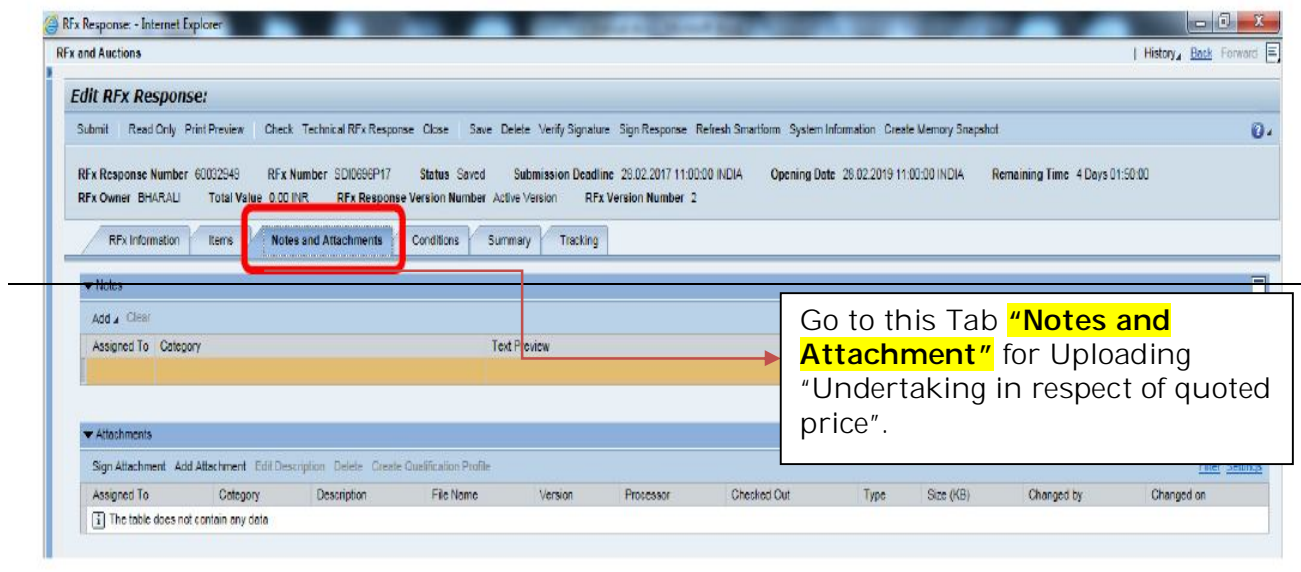 RFx Response: - Internet Explorer
RFx and Auctions
History Back Forward
Edit RFx Response:
Submit Read Only Print Preview Check Technical RFx Response Close Save Delete Verify Signature Sign Response Refresh Smartform System Information Create Memory Snapshot
RFx Response Number 60032949 RFx Number SDI0696P17 Status Saved Submission Deadline 28.02.2017 11:00:00 INDIA Opening Date 28.02.2019 11:00:00 INDIA Remaining Time 4 Days 01:50:00
RFx Owner BHARALI Total Value 0.00 INR RFx Response Version Number Active Version RFx Version Number 2
RFx Information Items Notes and Attachments Conditions Summary Tracking
Notes
Add Clear
Assigned To Category Text Preview
Go to this Tab “Notes and
Attachment” for Uploading
“Undertaking in respect of quoted
price”.
Attachments
Sign Attachment Add Attachment Edit Description Delete Create Qualification Profile
Filter Settings
Assigned To Category Description File Name Version Processor Checked Out Type Size (KB) Changed by Changed on
The table does not contain any data